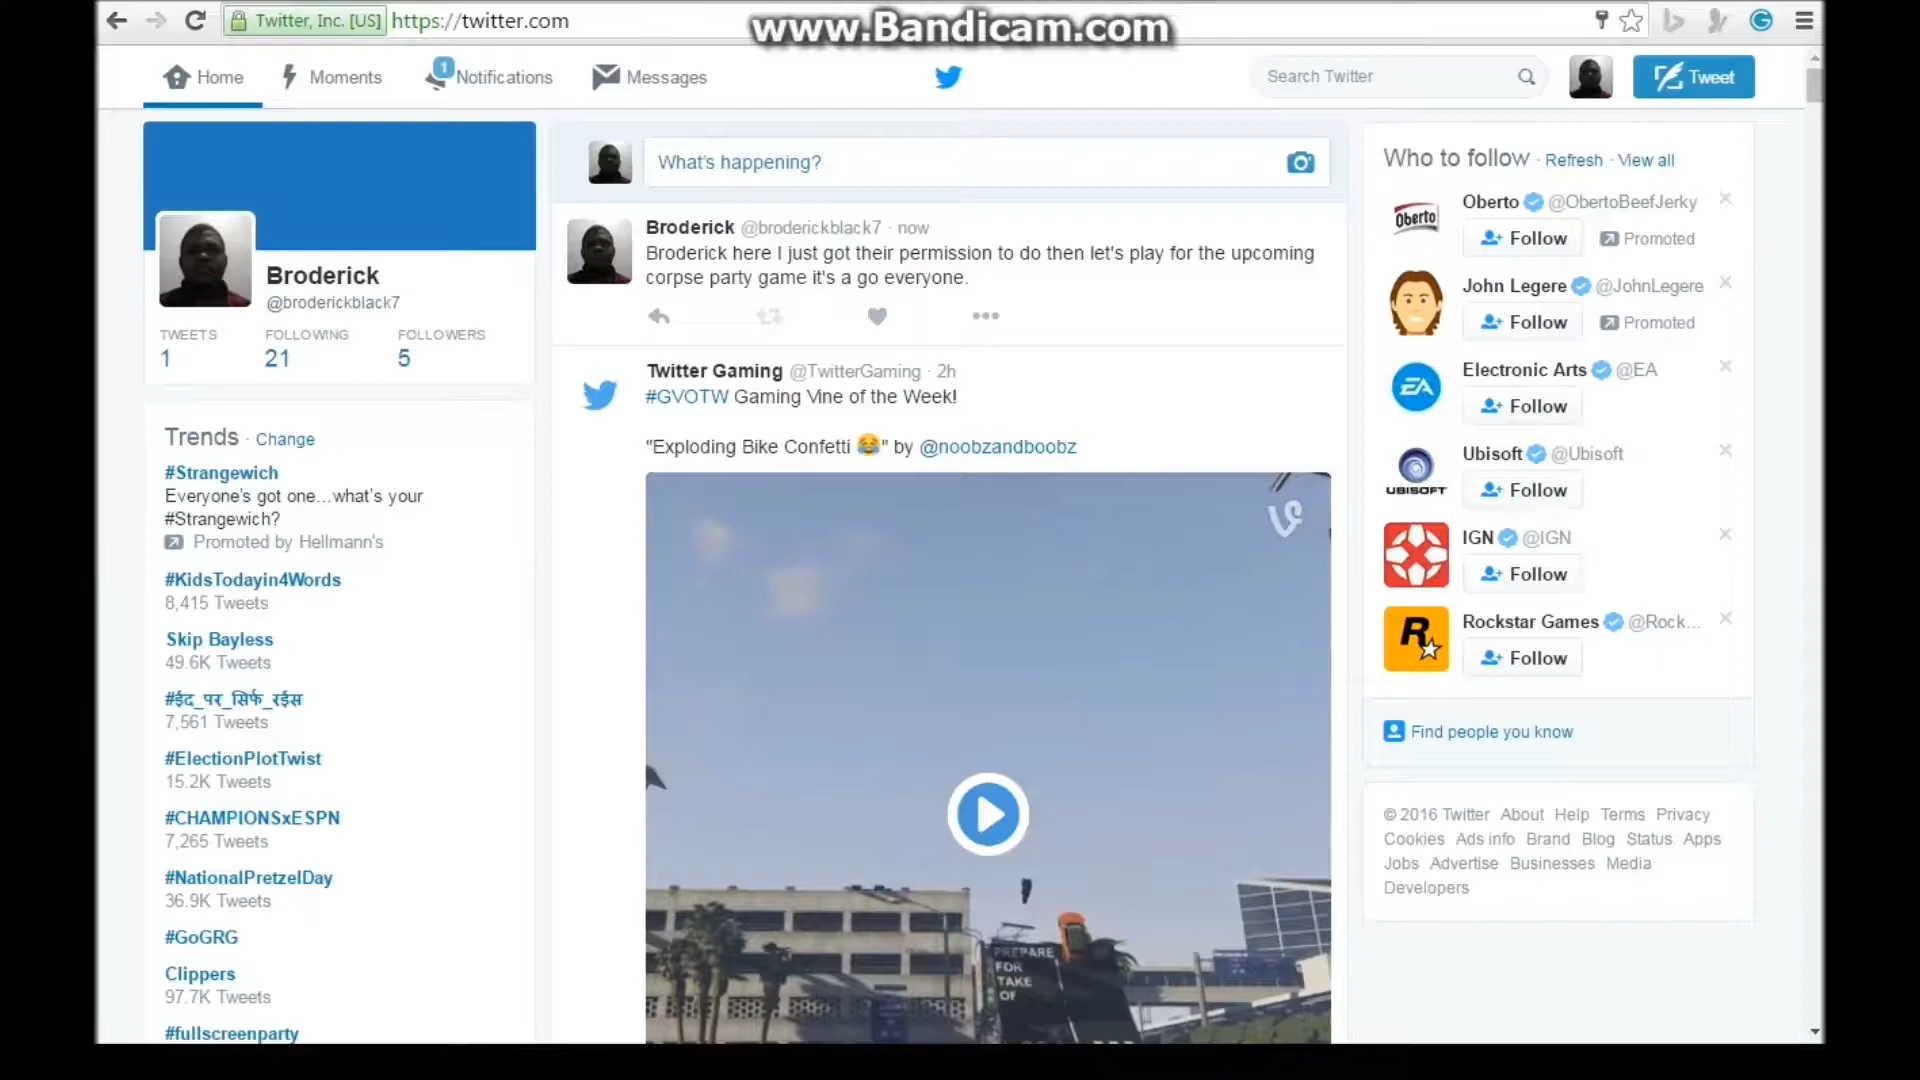 Twitter, Inc. [US] https://twitter.com
www.Bandicam.com
Home
Moments
1
Notifications
Messages
Search Twitter
Tweet
Broderick
@broderickblack7
TWEETS FOLLOWING FOLLOWERS
1 21 5
Trends · Change
#Strangewich
Everyone's got one...what's your
#Strangewich?
Promoted by Hellmann's
#KidsTodayin4Words
8,415 Tweets
Skip Bayless
49.6K Tweets
#ईद_पर_सिर्फ_रईस
7,561 Tweets
#ElectionPlotTwist
15.2K Tweets
#CHAMPIONSxESPN
7,265 Tweets
#NationalPretzelDay
36.9K Tweets
#GoGRG
Clippers
97.7K Tweets
#fullscreenparty
What's happening?
Broderick @broderickblack7 · now
Broderick here I just got their permission to do then let's play for the upcoming
corpse party game it's a go everyone.
Twitter Gaming @TwitterGaming · 2h
#GVOTW Gaming Vine of the Week!
"Exploding Bike Confetti 😂" by @noobzandboobz
PREPARE
FOR
TAKE
OF
Who to follow · Refresh · View all
Oberto
Oberto @ObertoBeefJerky
Follow Promoted
John Legere @JohnLegere
Follow Promoted
EA
Electronic Arts @EA
Follow
UBISOFT
Ubisoft @Ubisoft
Follow
IGN @IGN
Follow
R
Rockstar Games @Rock...
Follow
Find people you know
© 2016 Twitter About Help Terms Privacy
Cookies Ads info Brand Blog Status Apps
Jobs Advertise Businesses Media
Developers